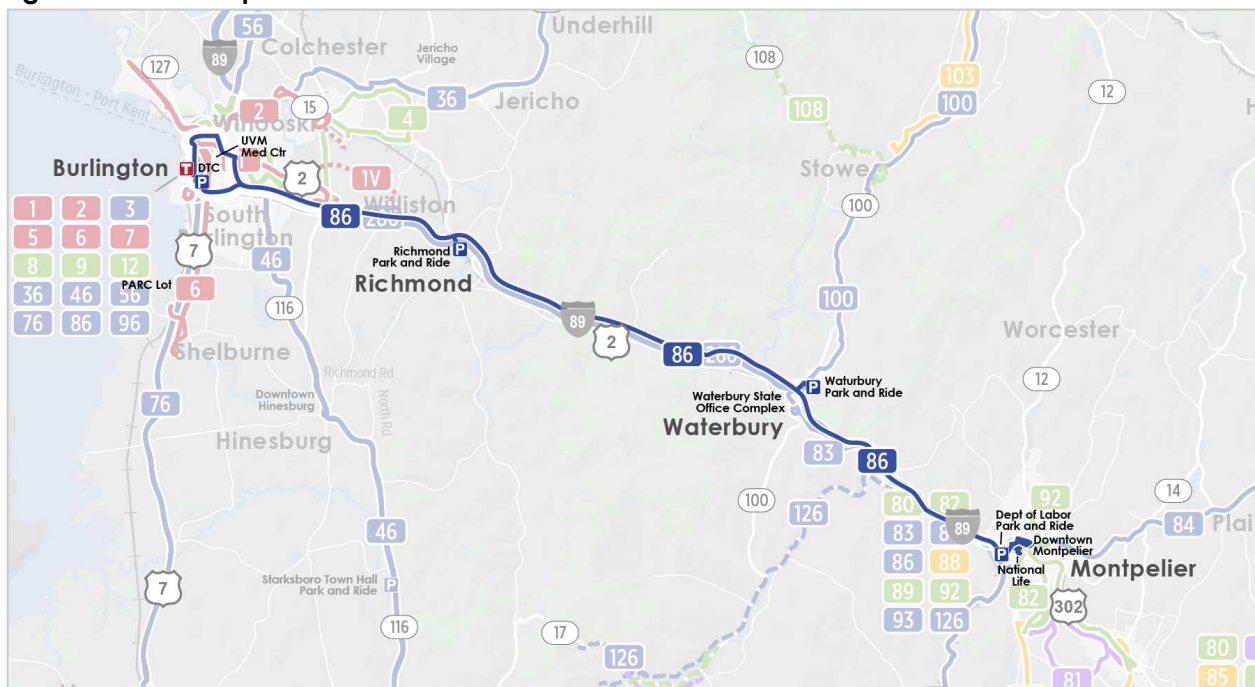 56
Underhill
Colchester
89
Jericho
Village
127
108
103
100
12
Burlington - Port Kent
2
15
36
Jericho
4
108
Winooski
UVM
Med Ctr
Burlington
T
DTC
P
1
2
1V
Stowe
100
1 2 3
5 6 7
8 9 12
36 46 56
76 86 96
South
Burlington
86
286
Williston
7
46
Richmond
Park and Ride
P
Richmond
PARC Lot
6
116
100
89
2
Worcester
Shelburne
Richmond Rd
86
286
12
76
Downtown
Hinesburg
North Rd
Waterbury State
Office Complex
P
Waturbury
Park and Ride
Hinesburg
Waterbury
83
86
100
126
80 82
92
14
84
Plai
46
83
89
Dept of Labor
Park and Ride
Downtown
Montpelier
P
86 88
National
Life
Montpelier
7
Starksboro Town Hall
Park and Ride
P
89 92
82
302
93 126
116
17
126
80
81
85